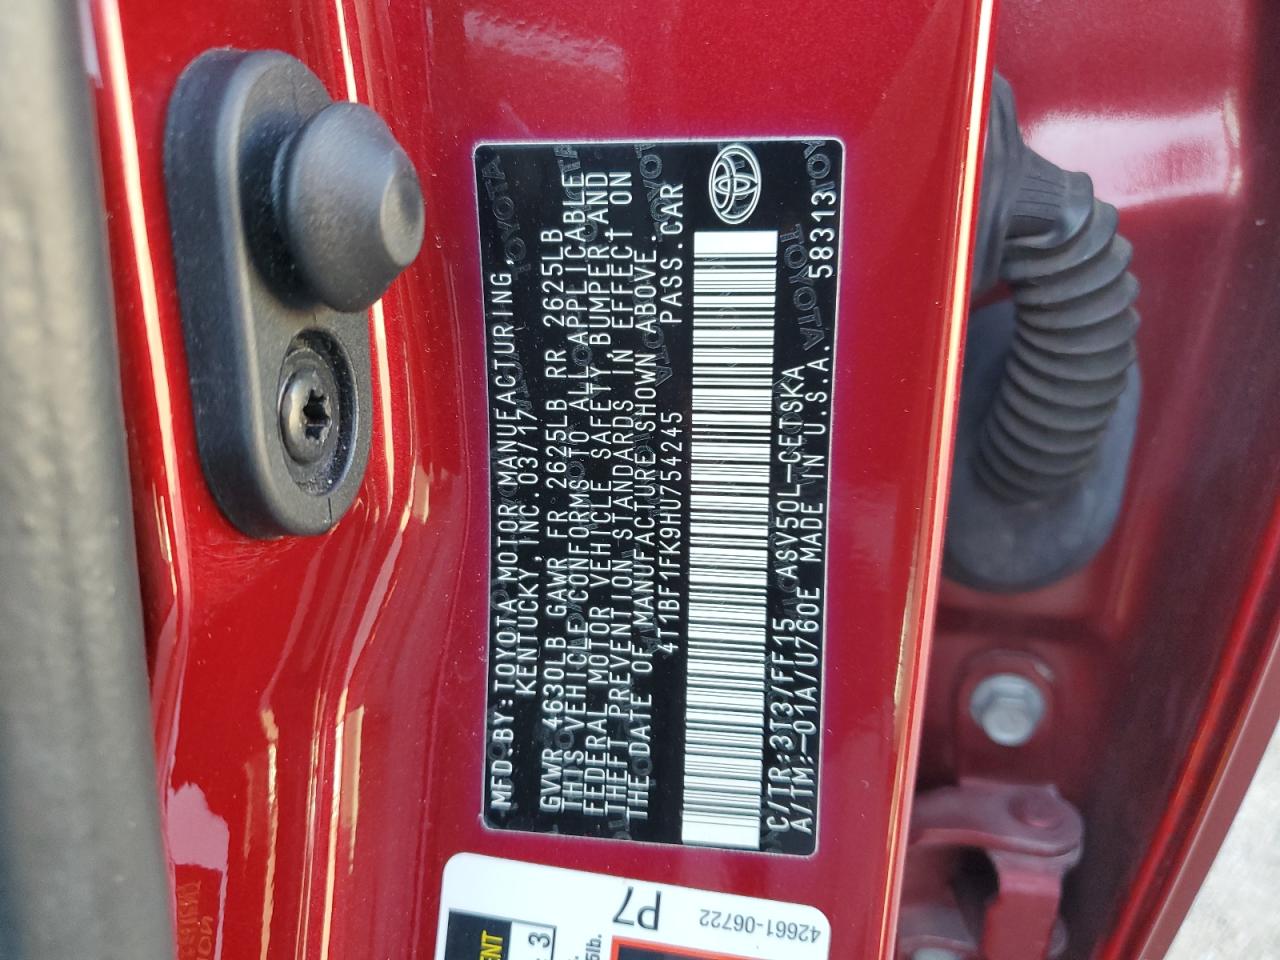 MFD.BY:TOYOTA MOTOR MANUFACTURING,
KENTUCKY, INC. 03/17
GVWR 4630LB GAWR FR 2625LB RR 2625LB
THIS VEHICLE CONFORMS TO ALL APPLICABLE
FEDERAL MOTOR VEHICLE SAFETY, BUMPER, AND
THEFT PREVENTION STANDARDS IN EFFECT ON
THE DATE OF MANUFACTURE SHOWN ABOVE.
4T1BF1FK9HU754245 PASS.CAR
C/TR:3T3/FF15 ASV50L-CETSKA
A/TM:-01A/U760E MADE IN U.S.A. 58313
P7
42661-06722
3